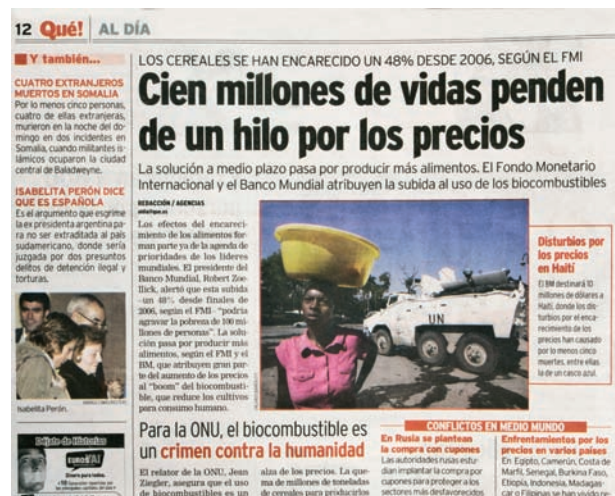 12 Qué! AL DÍA
Y también...
CUATRO EXTRANJEROS
MUERTOS EN SOMALIA
Por lo menos cinco personas,
cuatro de ellas extranjeras,
murieron en la noche del do-
mingo en dos incidentes en
Somalia, cuando militantes is-
lámicos ocuparon la ciudad
central de Baladweyne.
ISABELITA PERÓN DICE
QUE ES ESPAÑOLA
Es el argumento que esgrime
la ex presidenta argentina pa-
ra no ser extraditada al país
sudamericano, donde sería
juzgada por dos presuntos
delitos de detención ilegal y
torturas.
Isabelita Perón.
Déjate de Historias
LOS CEREALES SE HAN ENCARECIDO UN 48% DESDE 2006, SEGÚN EL FMI
Cien millones de vidas penden
de un hilo por los precios
La solución a medio plazo pasa por producir más alimentos. El Fondo Monetario
Internacional y el Banco Mundial atribuyen la subida al uso de los biocombustibles
REDACCIÓN / AGENCIAS
Los efectos del encareci-
miento de los alimentos for-
man parte ya de la agenda de
prioridades de los líderes
mundiales. El presidente del
Banco Mundial, Robert Zoe-
llick, alertó que esta subida
-un 48% desde finales de
2006, según el FMI- "podría
agravar la pobreza de 100 mi-
llones de personas". La solu-
ción pasa por producir más
alimentos, según el FMI y el
BM, que atribuyen gran par-
te del aumento de los precios
al "boom" del biocombusti-
ble, que reduce los cultivos
para consumo humano.
UN
Disturbios por
los precios
en Haití
El BM destinará 10
millones de dólares a
Haití, donde los dis-
turbios por el enca-
recimiento de los
precios han causado
por lo menos cinco
muertes, entre ellas
la de un casco azul.
Para la ONU, el biocombustible es
un crimen contra la humanidad
El relator de la ONU, Jean
Ziegler, asegura que el uso
de biocombustibles es un
alza de los precios. La que-
ma de millones de toneladas
de cereales para producirlos
CONFLICTOS EN MEDIO MUNDO
En Rusia se plantean
la compra con cupones
Las autoridades rusas estu-
dian implantar la compra por
cupones para proteger a los
sectores más desfavorecidos
Enfrentamientos por los
precios en varios países
En Egipto, Camerún, Costa de
Marfil, Senegal, Burkina Faso,
Etiopía, Indonesia, Madagas-
car o Filipinas se han vivido